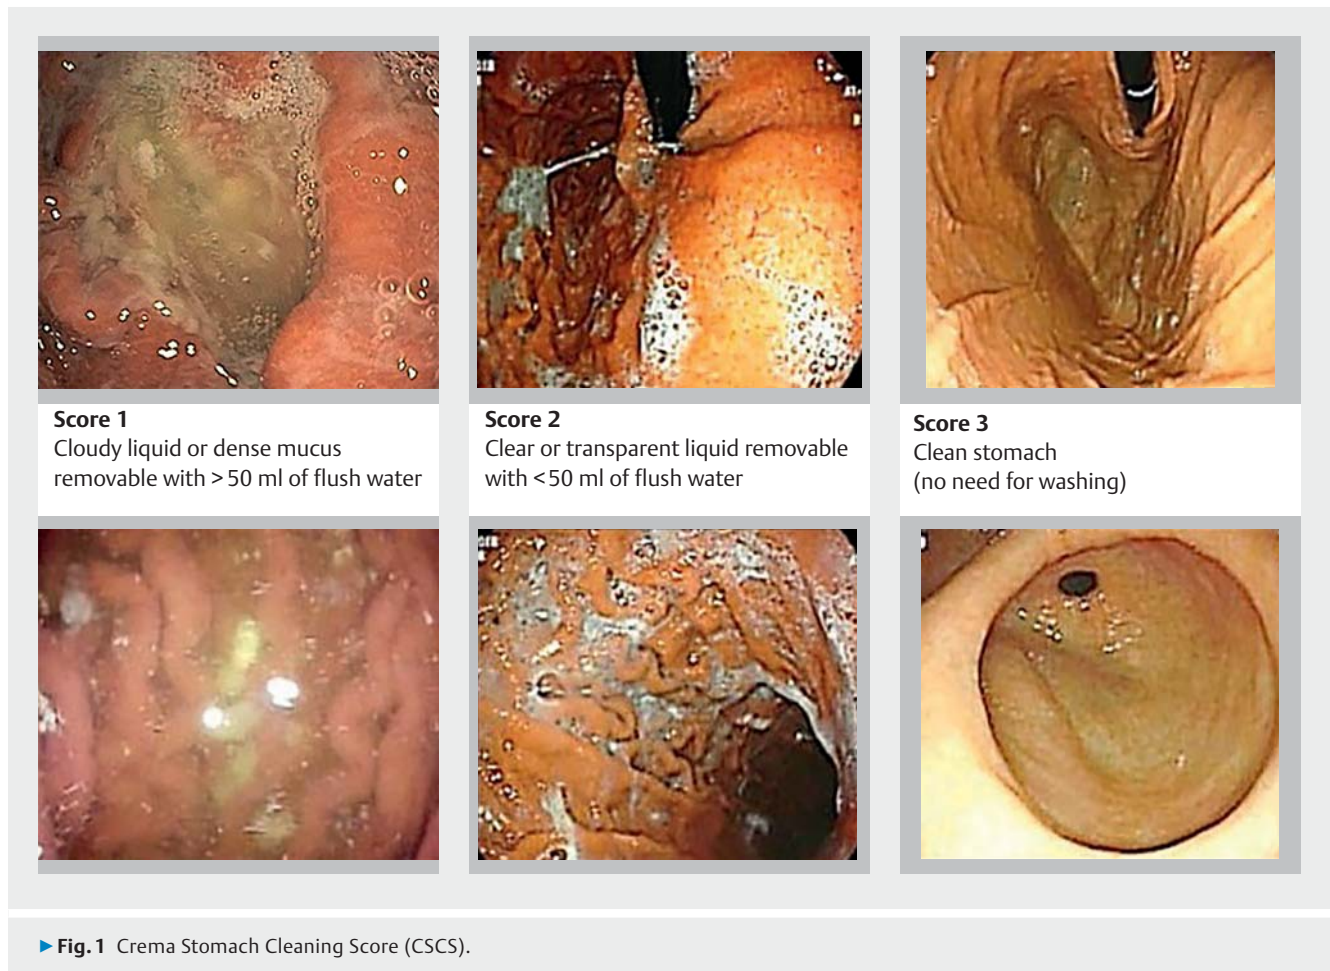 Score 1
Cloudy liquid or dense mucus
removable with > 50 ml of flush water
Score 2
Clear or transparent liquid removable
with < 50 ml of flush water
Score 3
Clean stomach
(no need for washing)
▶ Fig. 1 Crema Stomach Cleaning Score (CSCS).